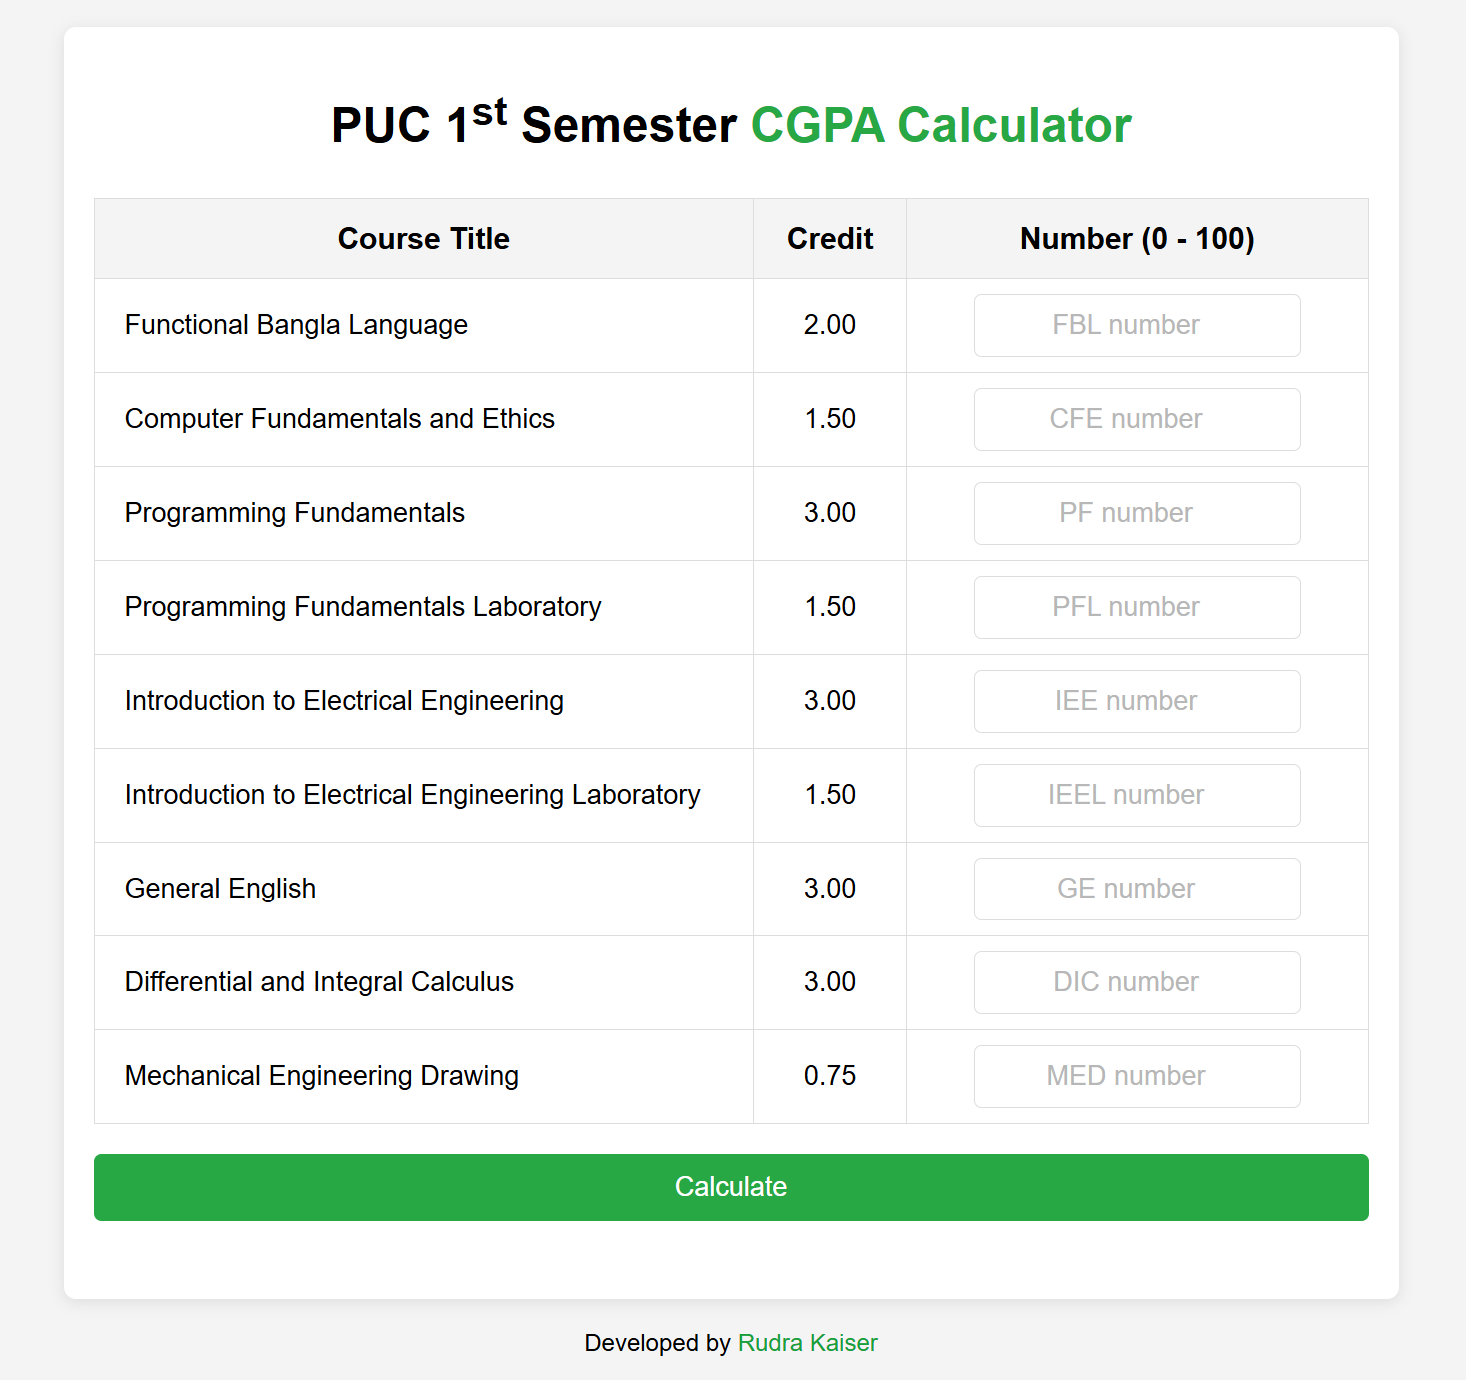 PUC 1st Semester CGPA Calculator
Course Title Credit Number (0 - 100)
Functional Bangla Language 2.00 FBL number
Computer Fundamentals and Ethics 1.50 CFE number
Programming Fundamentals 3.00 PF number
Programming Fundamentals Laboratory 1.50 PFL number
Introduction to Electrical Engineering 3.00 IEE number
Introduction to Electrical Engineering Laboratory 1.50 IEEL number
General English 3.00 GE number
Differential and Integral Calculus 3.00 DIC number
Mechanical Engineering Drawing 0.75 MED number
Calculate
Developed by Rudra Kaiser